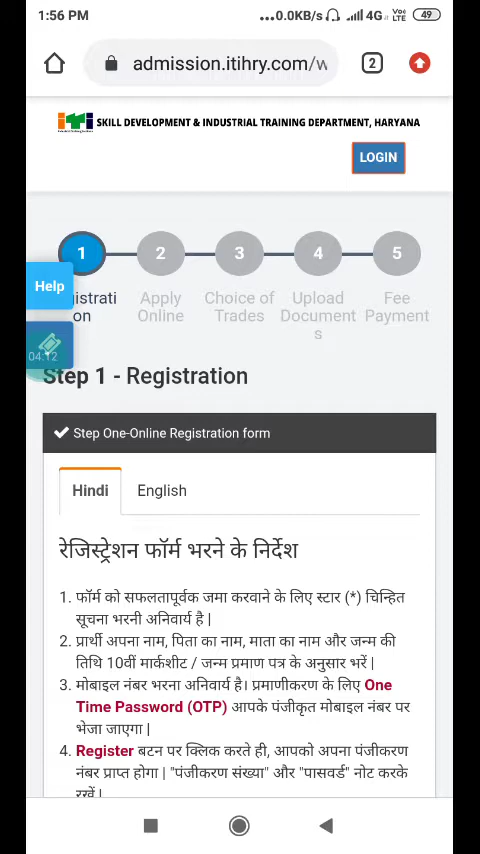 1:56 PM
...0.0KB/s 4G Vo) LTE 49
admission.itihry.com/w
2
iTi SKILL DEVELOPMENT & INDUSTRIAL TRAINING DEPARTMENT, HARYANA
LOGIN
1 2 3 4 5
Help
gistrati Apply Choice of Upload Fee
on Online Trades Document Payment
s
04:12
Step 1 - Registration
Step One-Online Registration form
Hindi English
रेजिस्ट्रेशन फॉर्म भरने के निर्देश
1. फॉर्म को सफलतापूर्वक जमा करवाने के लिए स्टार (*) चिन्हित
सूचना भरनी अनिवार्य है |
2. प्रार्थी अपना नाम, पिता का नाम, माता का नाम और जन्म की
तिथि 10वीं मार्कशीट / जन्म प्रमाण पत्र के अनुसार भरें |
3. मोबाइल नंबर भरना अनिवार्य है। प्रमाणीकरण के लिए One
Time Password (OTP) आपके पंजीकृत मोबाइल नंबर पर
भेजा जाएगा |
4. Register बटन पर क्लिक करते ही, आपको अपना पंजीकरण
नंबर प्राप्त होगा | "पंजीकरण संख्या" और "पासवर्ड" नोट करके
रखें |